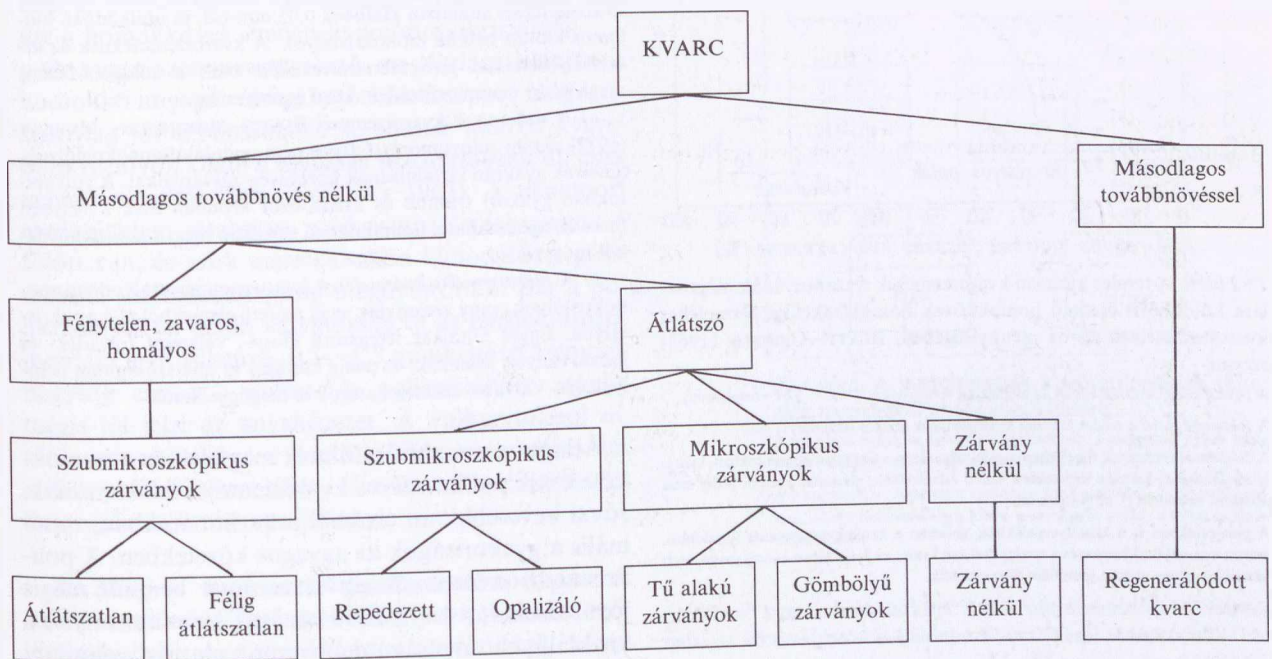 KVARC
Másodlagos továbbnövés nélkül
Másodlagos
továbbnövéssel
Fénytelen, zavaros,
homályos
Átlátszó
Szubmikroszkópikus
zárványok
Szubmikroszkópikus
zárványok
Mikroszkópikus
zárványok
Zárvány
nélkül
Átlátszatlan
Félig
átlátszatlan
Repedezett
Opalizáló
Tű alakú
zárványok
Gömbölyű
zárványok
Zárvány
nélkül
Regenerálódott
kvarc